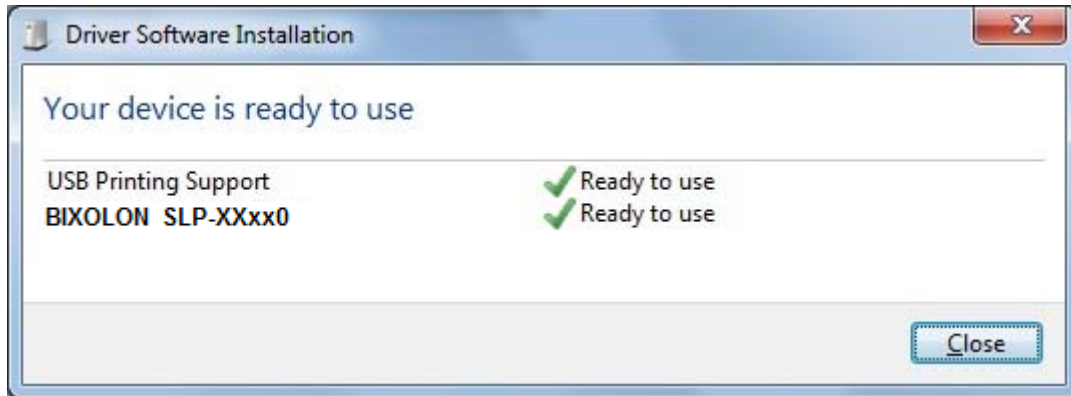 Driver Software Installation
Your device is ready to use
USB Printing Support Ready to use
BIXOLON SLP-XXxx0 Ready to use
Close